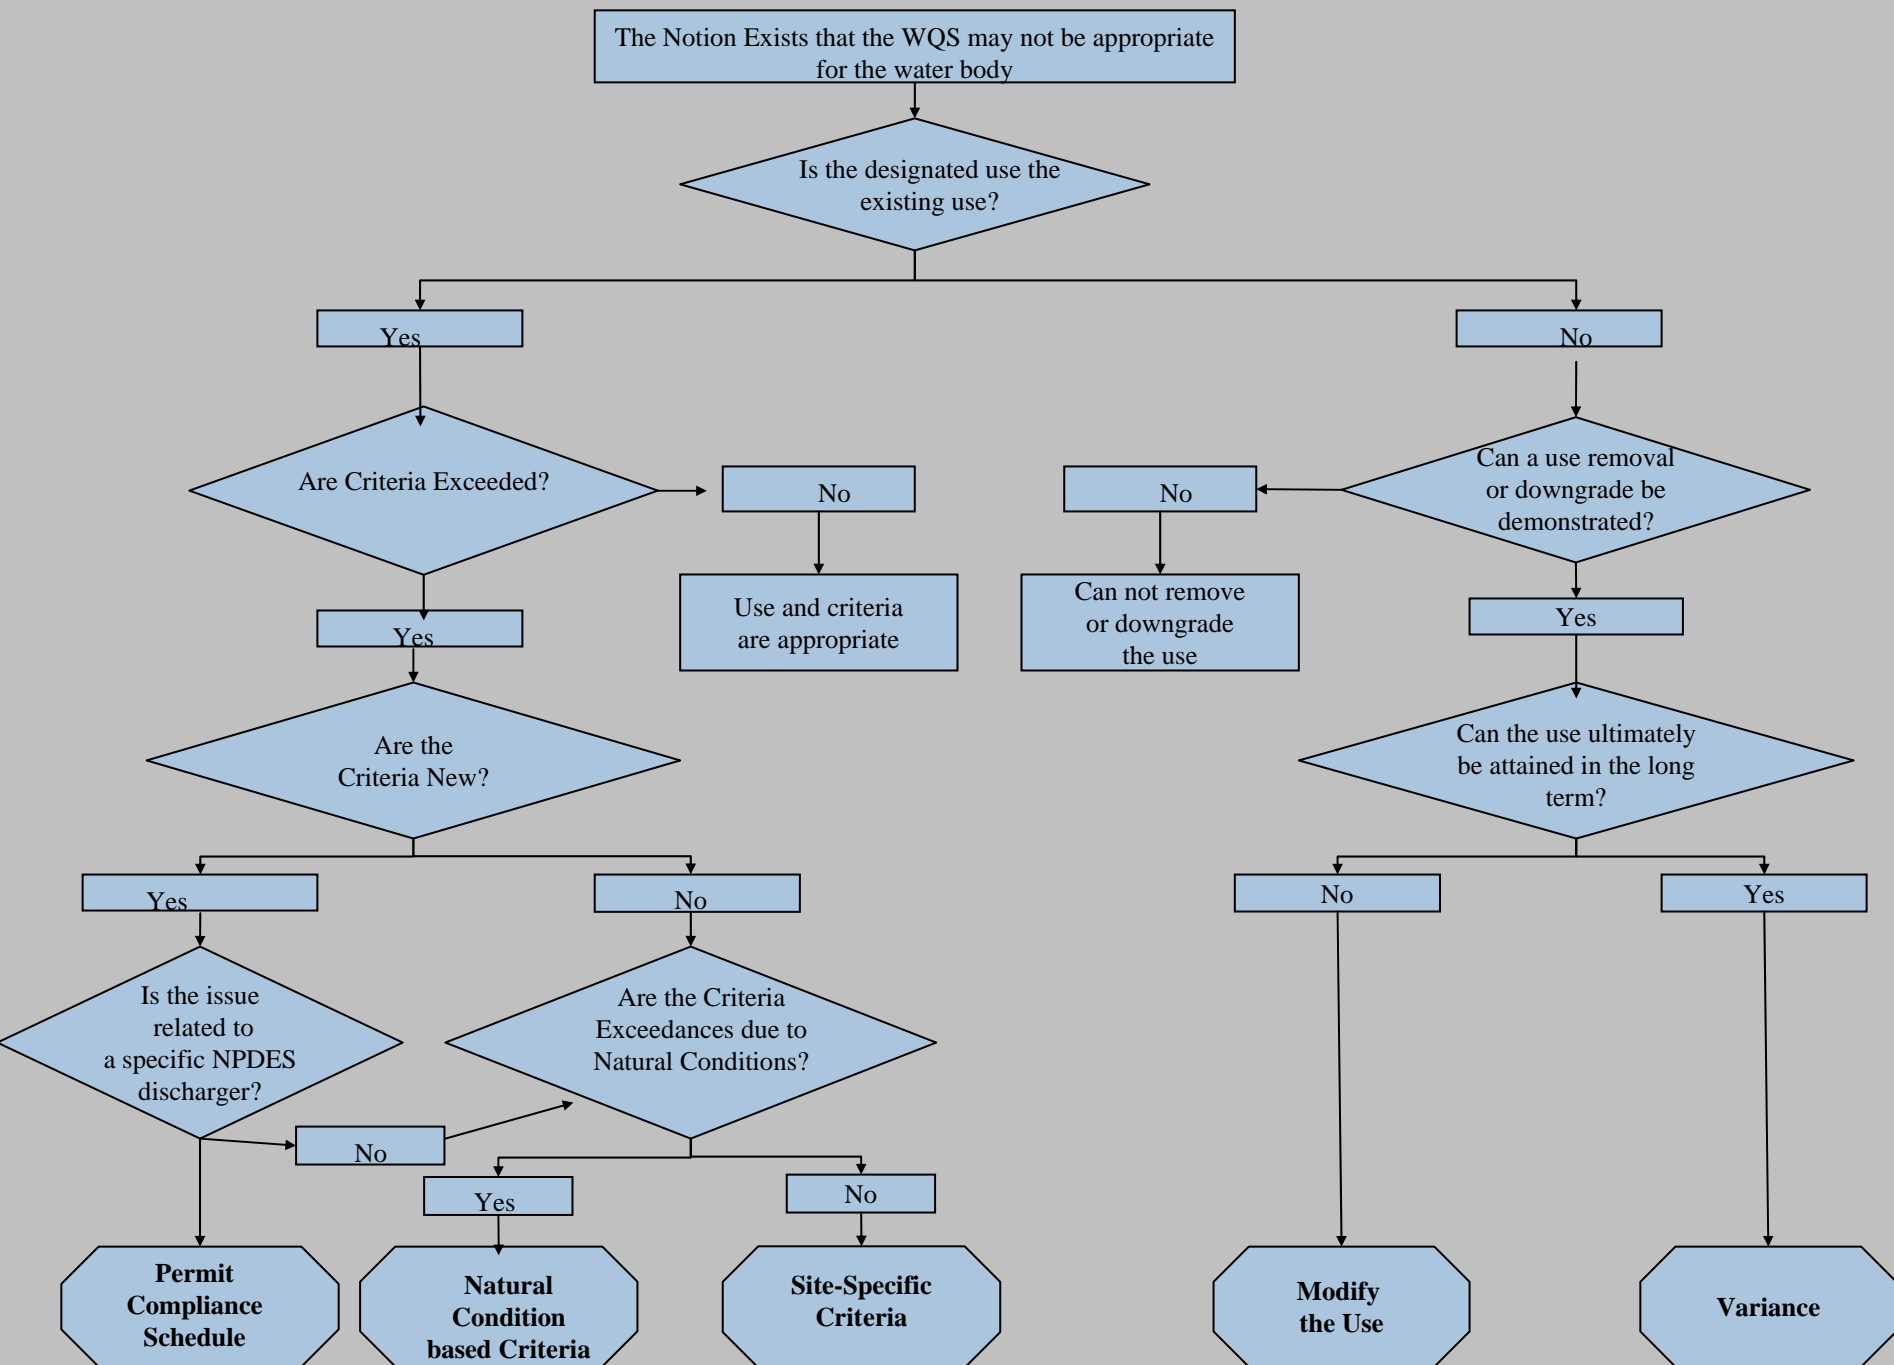 The Notion Exists that the WQS may not be appropriate
for the water body
Is the designated use the
existing use?
Yes
No
Are Criteria Exceeded?
No
No
Can a use removal
or downgrade be
demonstrated?
Use and criteria
are appropriate
Can not remove
or downgrade
the use
Yes
Yes
Are the
Criteria New?
Can the use ultimately
be attained in the long
term?
Yes
No
No
Yes
Is the issue
related to
a specific NPDES
discharger?
Are the Criteria
Exceedances due to
Natural Conditions?
No
Yes
No
Permit
Compliance
Schedule
Natural
Condition
based Criteria
Site-Specific
Criteria
Modify
the Use
Variance